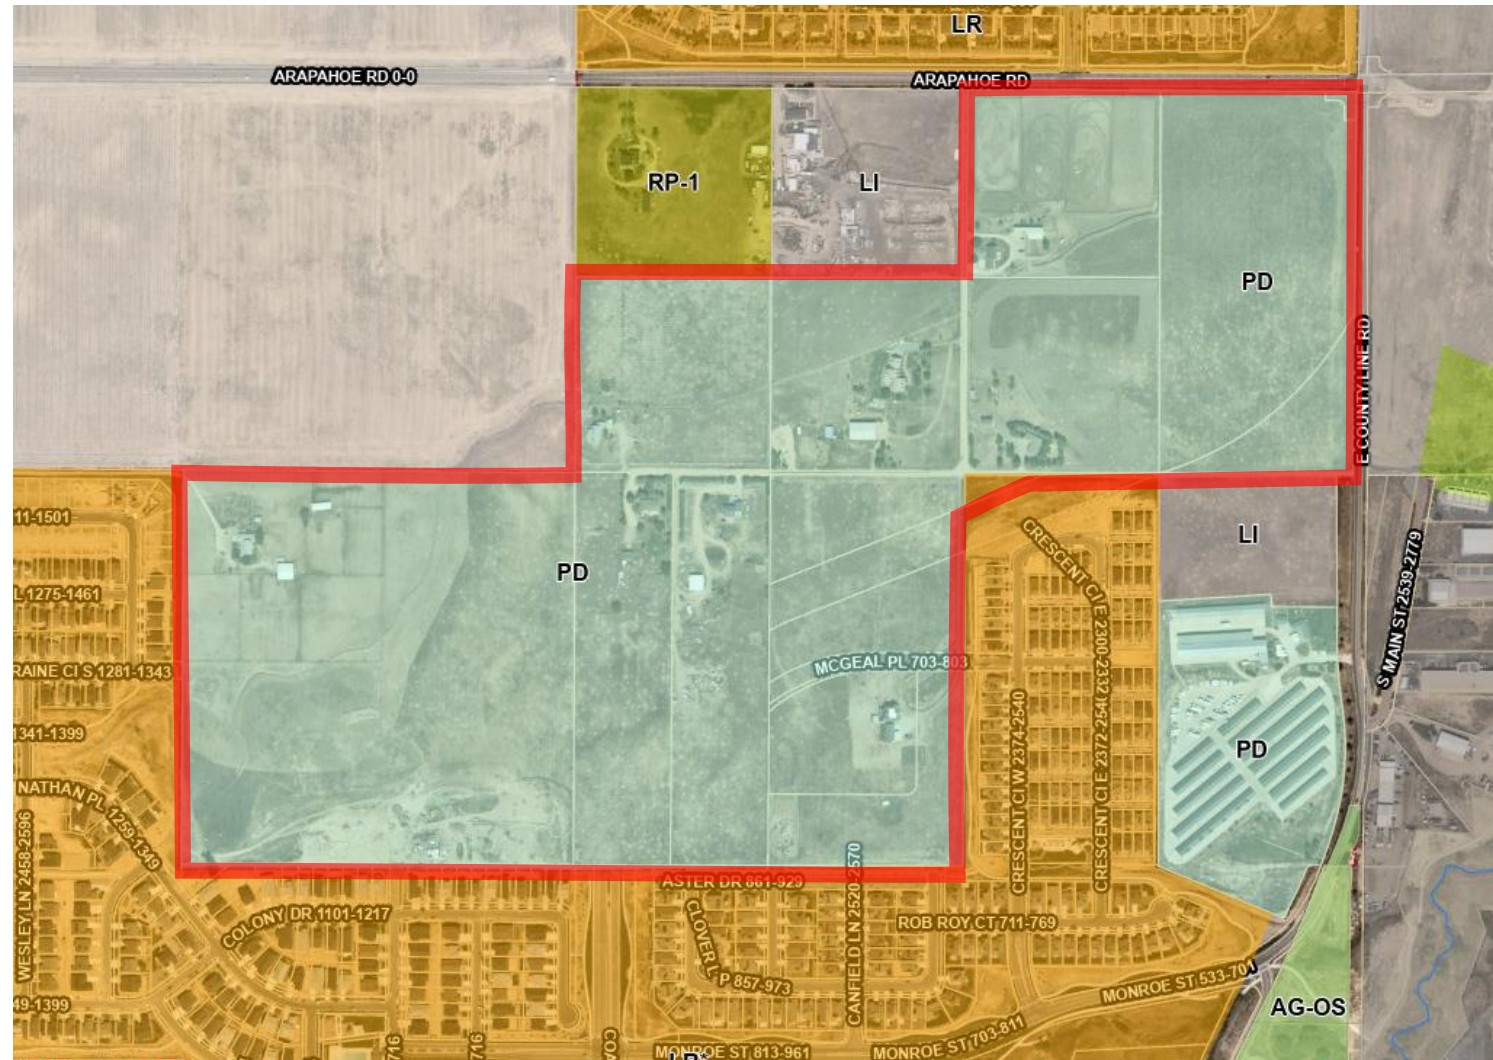 LR
ARAPAHOE RD 0-0
ARAPAHOE RD
RP-1
LI
PD
E COUNTY LINE RD
11-1501
LI
CRESCENT CI E 2300-2332
PD
L 1275-1461
S MAIN ST 2539-2779
MCGEAL PL 703-803
RAINE CI S 1281-1343
CRESCENT CI W 2374-2540
CRESCENT CI E 2372-2540
1341-1399
PD
NATHAN PL 1259-1349
WESLEY LN 2458-2596
ASTER DR 861-929
CANFIELD LN 2520-2570
COLONY DR 1101-1217
CLOVER
P 857-973
ROB ROY CT 711-769
MONROE ST 533-701
49-1399
AG-OS
716
716
MONROE ST 813-961
MONROE ST 703-811